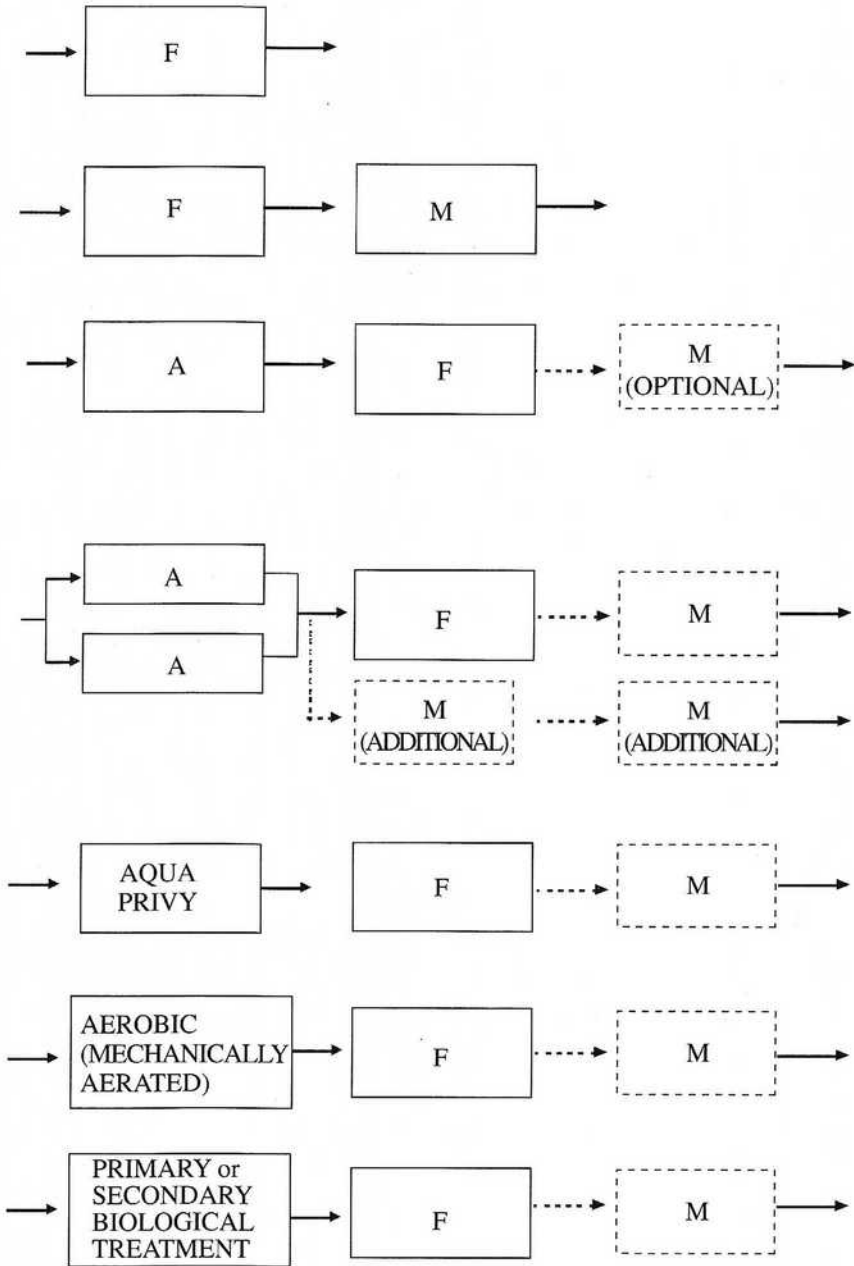 F
F
M
A
F
M
(OPTIONAL)
A
A
F
M
M
(ADDITIONAL)
M
(ADDITIONAL)
AQUA
PRIVY
F
M
AEROBIC
(MECHANICALLY
AERATED)
F
M
PRIMARY or
SECONDARY
BIOLOGICAL
TREATMENT
F
M